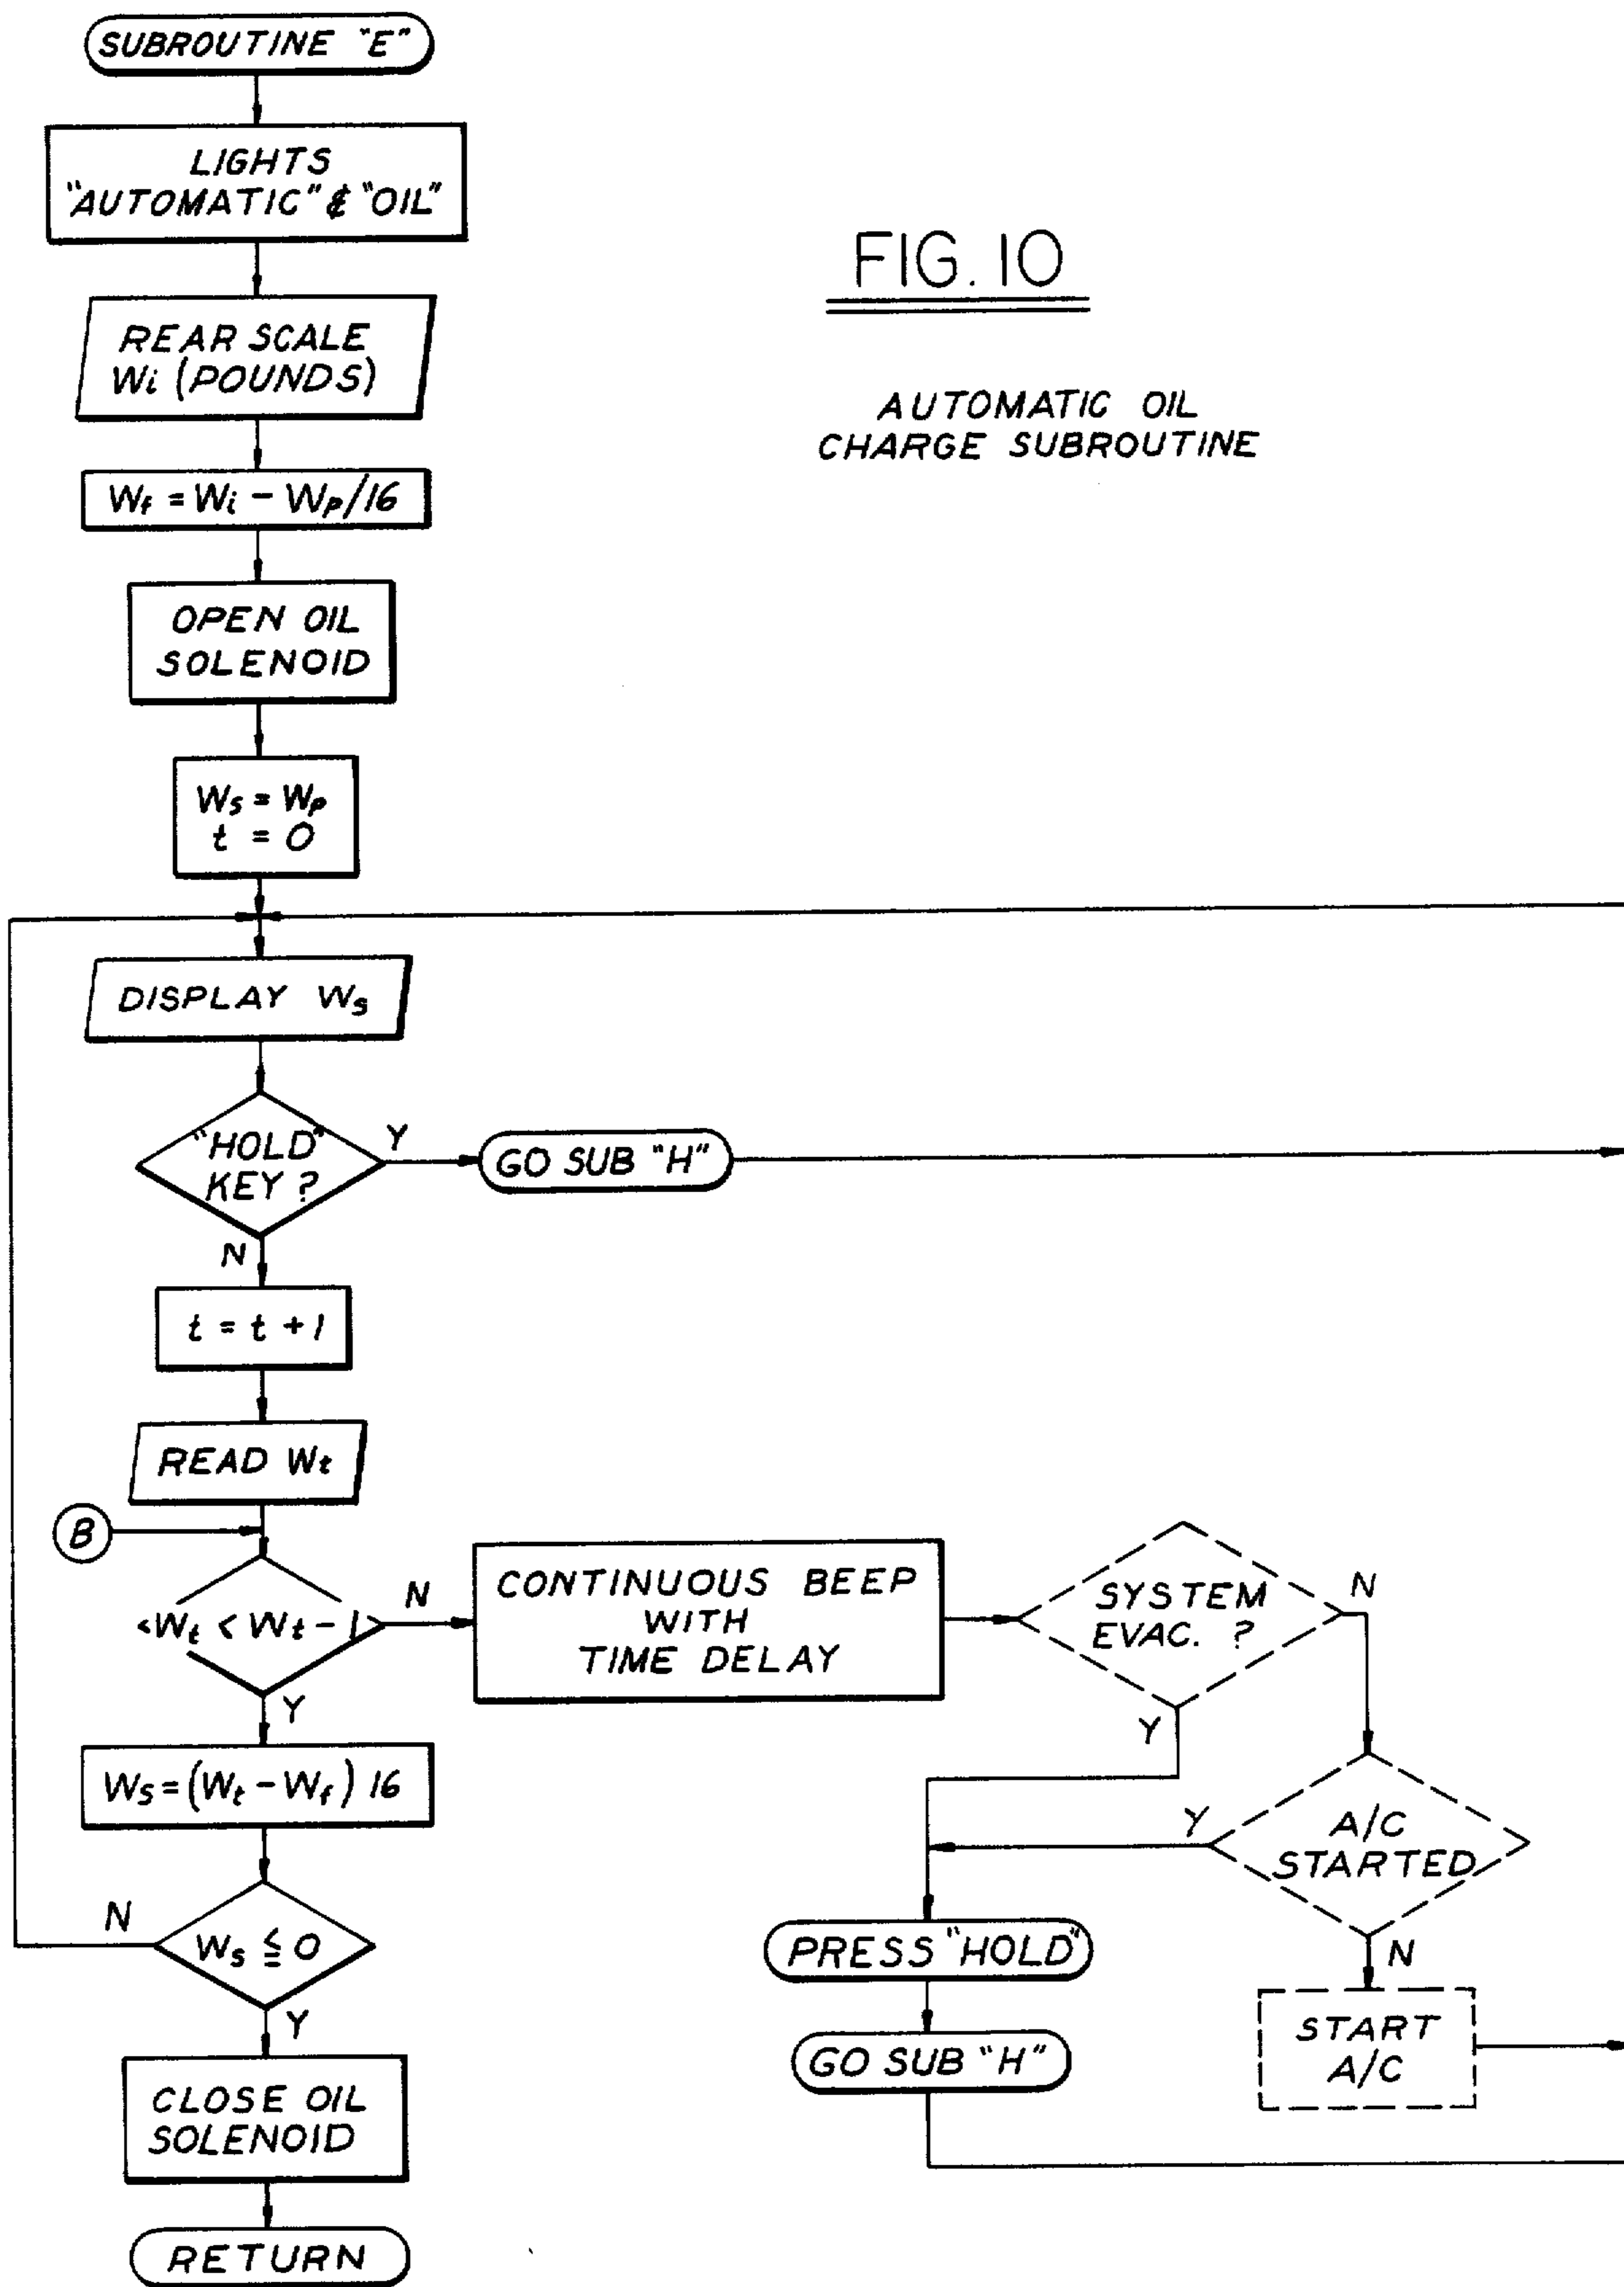 SUBROUTINE "E"
LIGHTS
"AUTOMATIC" & "OIL"
FIG. 10
REAR SCALE
Wi (POUNDS)
AUTOMATIC OIL
CHARGE SUBROUTINE
Wf = Wi - Wp/16
OPEN OIL
SOLENOID
Ws = Wp
t = 0
DISPLAY Ws
"HOLD"
KEY ?
Y
GO SUB "H"
N
t = t + 1
READ Wt
B
Wt < Wt - 1
N
CONTINUOUS BEEP
WITH
TIME DELAY
SYSTEM
EVAC. ?
N
Y
Y
Ws = (Wt - Wf) 16
A/C
STARTED
Y
N
Ws ≦ 0
N
Y
PRESS "HOLD"
GO SUB "H"
START
A/C
CLOSE OIL
SOLENOID
RETURN